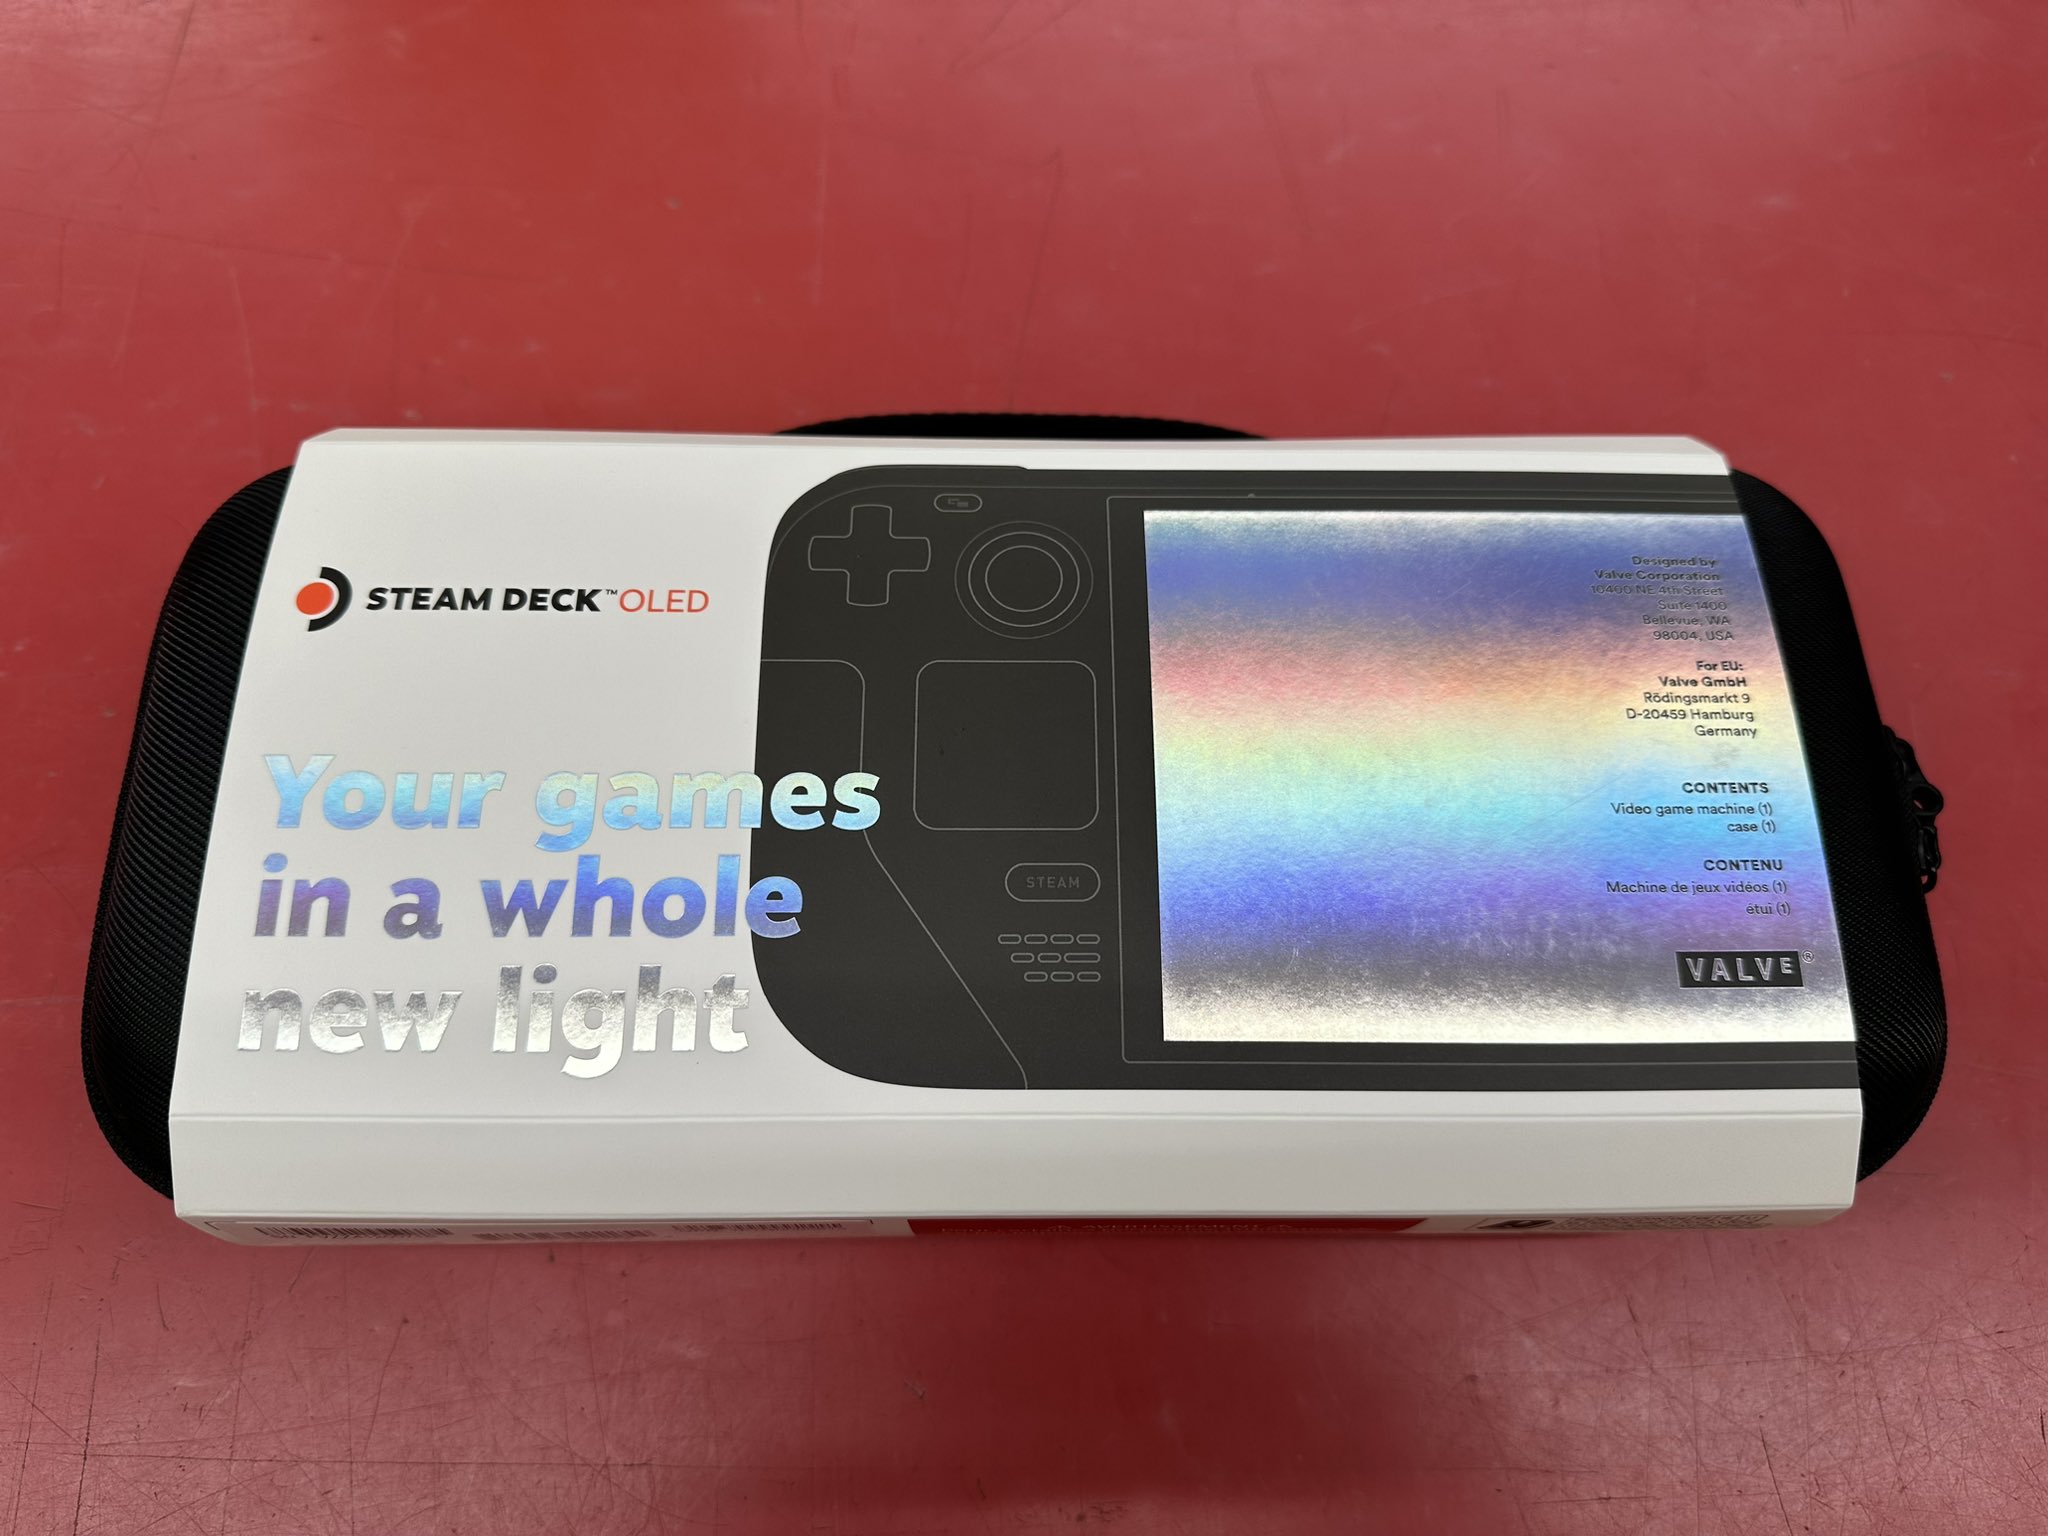 STEAM DECK™ OLED
Your games
in a whole
new light
STEAM
Designed by
Valve Corporation
10400 NE 4th Street
Suite 1400
Bellevue, WA
98004, USA
For EU:
Valve GmbH
Rödingsmarkt 9
D-20459 Hamburg
Germany
CONTENTS
Video game machine (1)
case (1)
CONTENU
Machine de jeux vidéos (1)
étui (1)
VALVE®